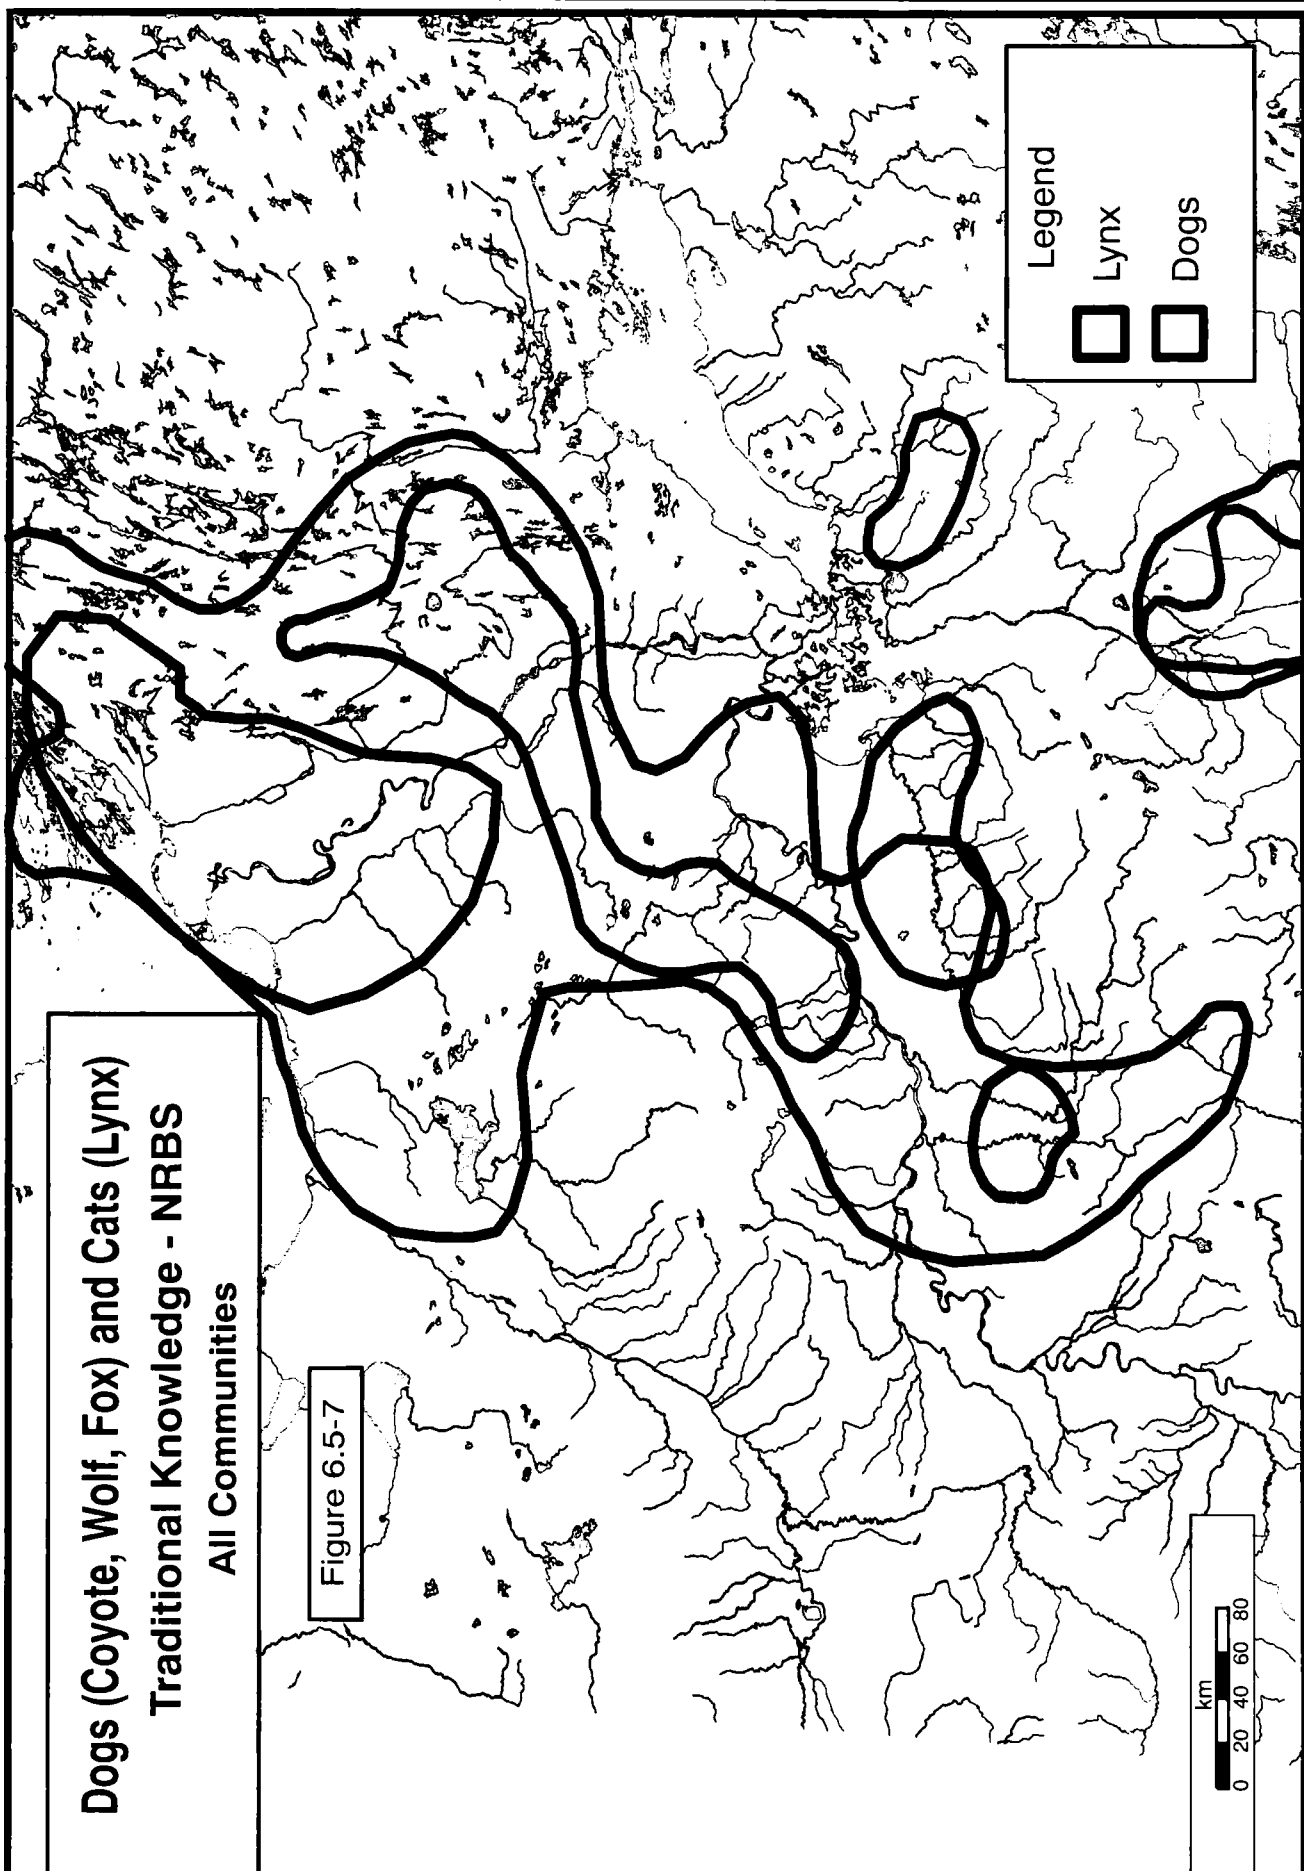 Dogs (Coyote, Wolf, Fox) and Cats (Lynx)
Traditional Knowledge - NRBS
All Communities
Figure 6.5-7
Legend
Lynx
Dogs
km
0 20 40 60 80